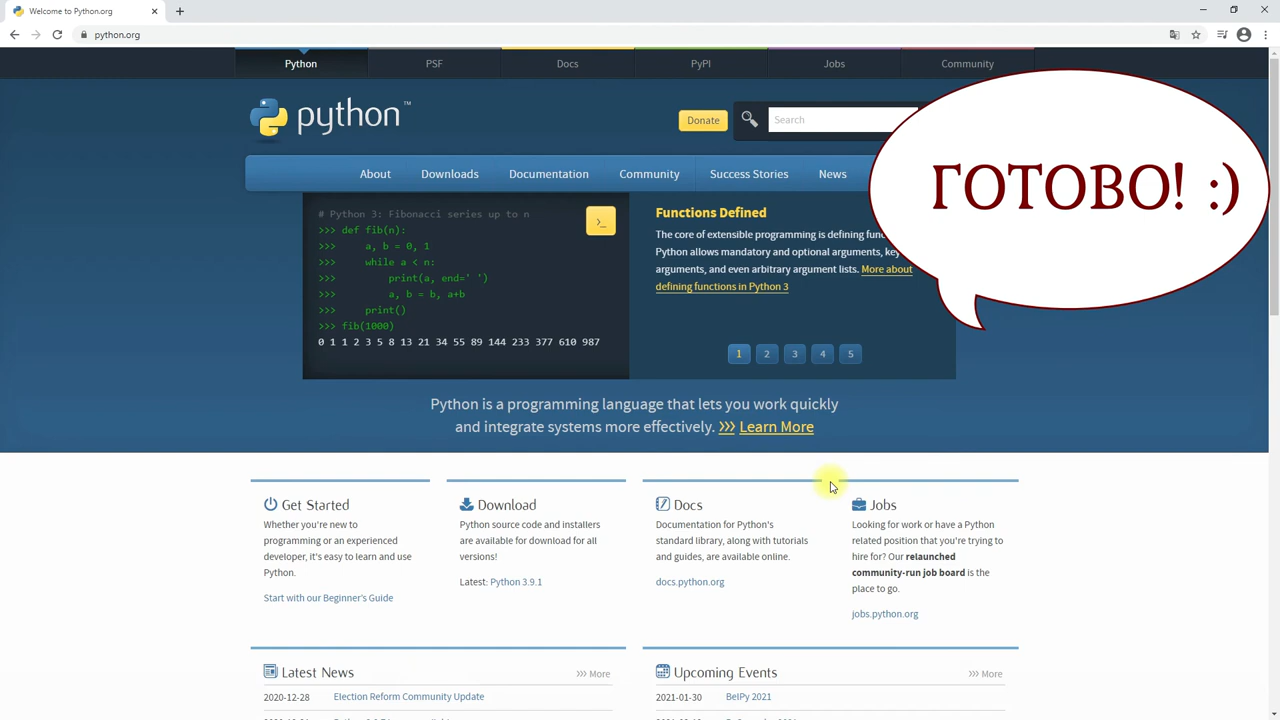 Welcome to Python.org
python.org
Python PSF Docs PyPI Jobs Community
python™
Donate
Search
ГОТОВО! :)
About Downloads Documentation Community Success Stories News
# Python 3: Fibonacci series up to n
>>> def fib(n):
>>> a, b = 0, 1
>>> while a < n:
>>> print(a, end=' ')
>>> a, b = b, a+b
>>> print()
>>> fib(1000)
0 1 1 2 3 5 8 13 21 34 55 89 144 233 377 610 987
>_
Functions Defined
The core of extensible programming is defining
Python allows mandatory and optional arguments,
arguments, and even arbitrary argument lists. More about
defining functions in Python 3
1 2 3 4 5
Python is a programming language that lets you work quickly
and integrate systems more effectively. >>> Learn More
Get Started
Whether you're new to
programming or an experienced
developer, it's easy to learn and use
Python.
Start with our Beginner's Guide
Download
Python source code and installers
are available for download for all
versions!
Latest: Python 3.9.1
Docs
Documentation for Python's
standard library, along with tutorials
and guides, are available online.
docs.python.org
Jobs
Looking for work or have a Python
related position that you're trying to
hire for? Our relaunched
community-run job board is the
place to go.
jobs.python.org
Latest News
>>> More
2020-12-28 Election Reform Community Update
Upcoming Events
>>> More
2021-01-30 BelPy 2021